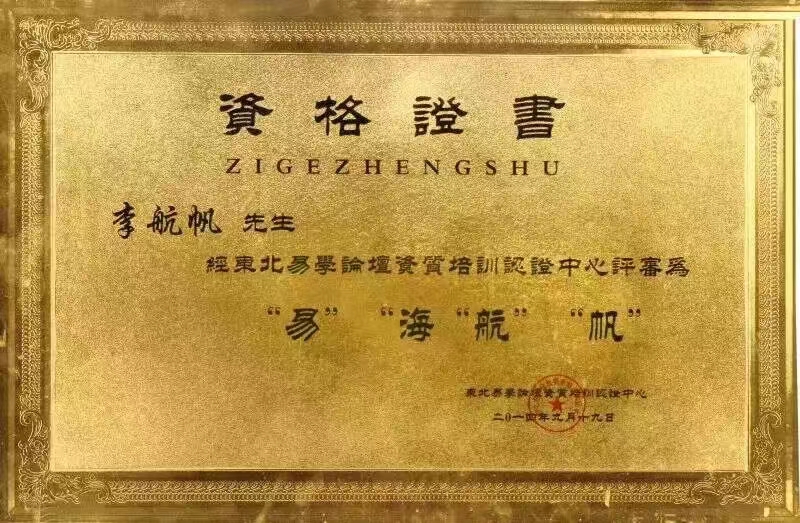 資格證書
ZIGEZHENGSHU
李航帆 先生
經東北易學論壇資質培訓認證中心評審爲
“易” “海 “航” “帆”
東北易學論壇資質培訓認證中心
二0一四年九月十九日